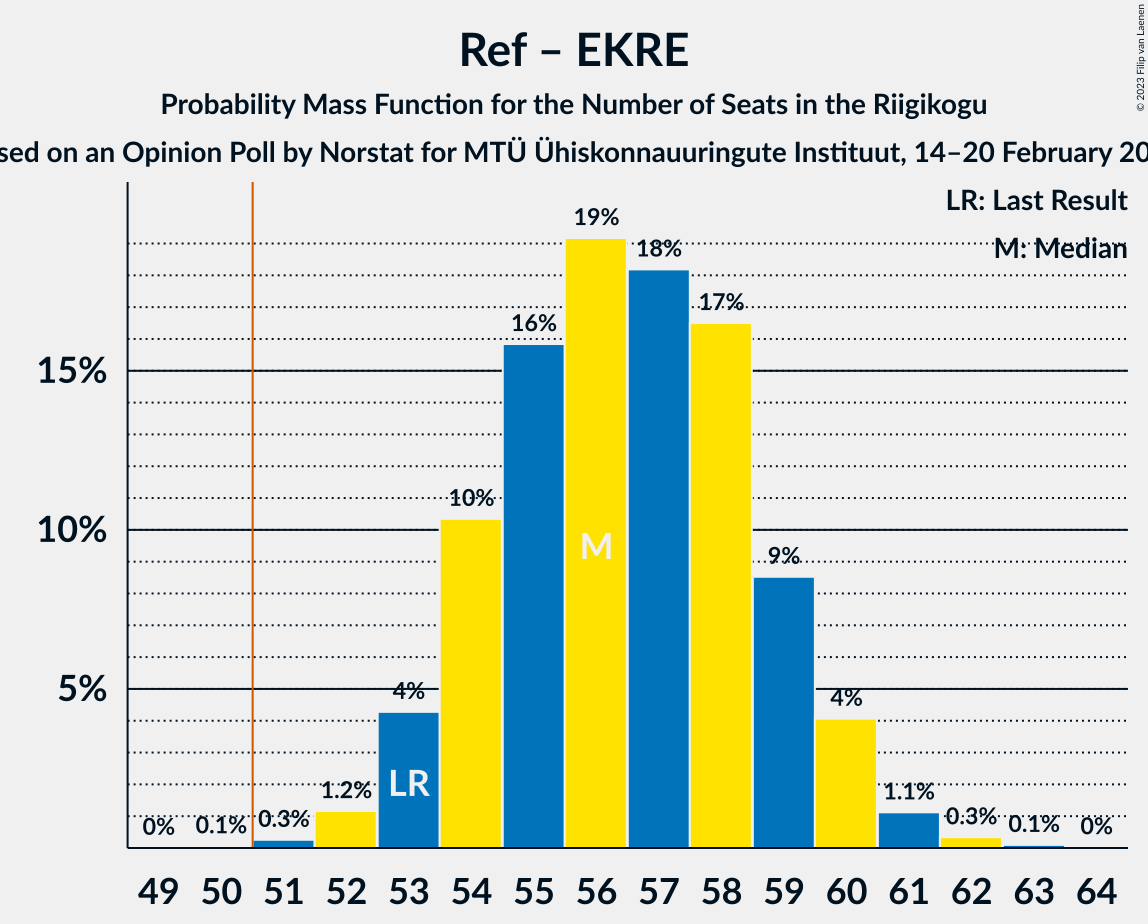 Ref – EKRE
Probability Mass Function for the Number of Seats in the Riigikogu
on an Opinion Poll by Norstat for MTÜ Ühiskonnauuringute Instituut, 14–20 February
© 2023 Filip van Laenen
LR: Last Result
M: Median
19%
18%
17%
16%
15%
10%
M
10%
9%
5%
4%
4%
LR
1.2%
1.1%
0% 0.1% 0.3% 0.3% 0.1% 0%
49 50 51 52 53 54 55 56 57 58 59 60 61 62 63 64